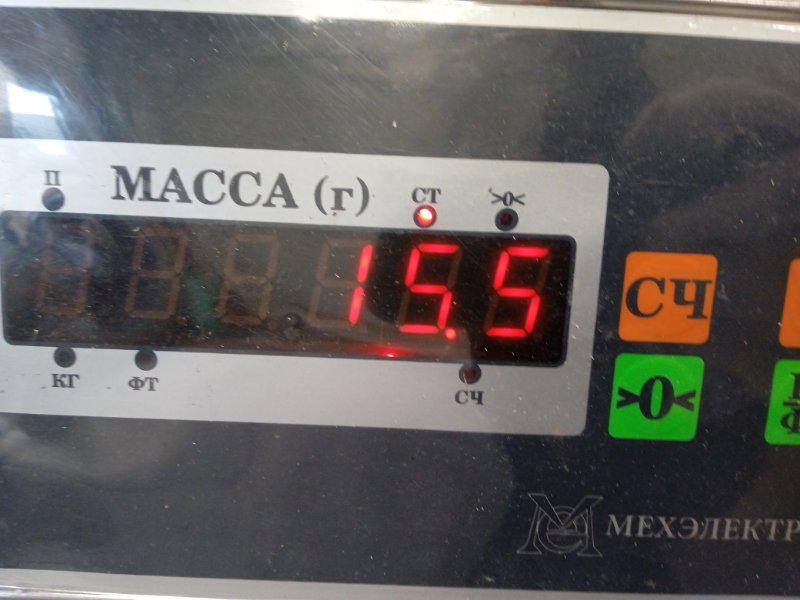 П МАССА (г) СТ >0<
15.5
КГ ФТ СЧ
СЧ
>0<
МЕХЭЛЕКТР